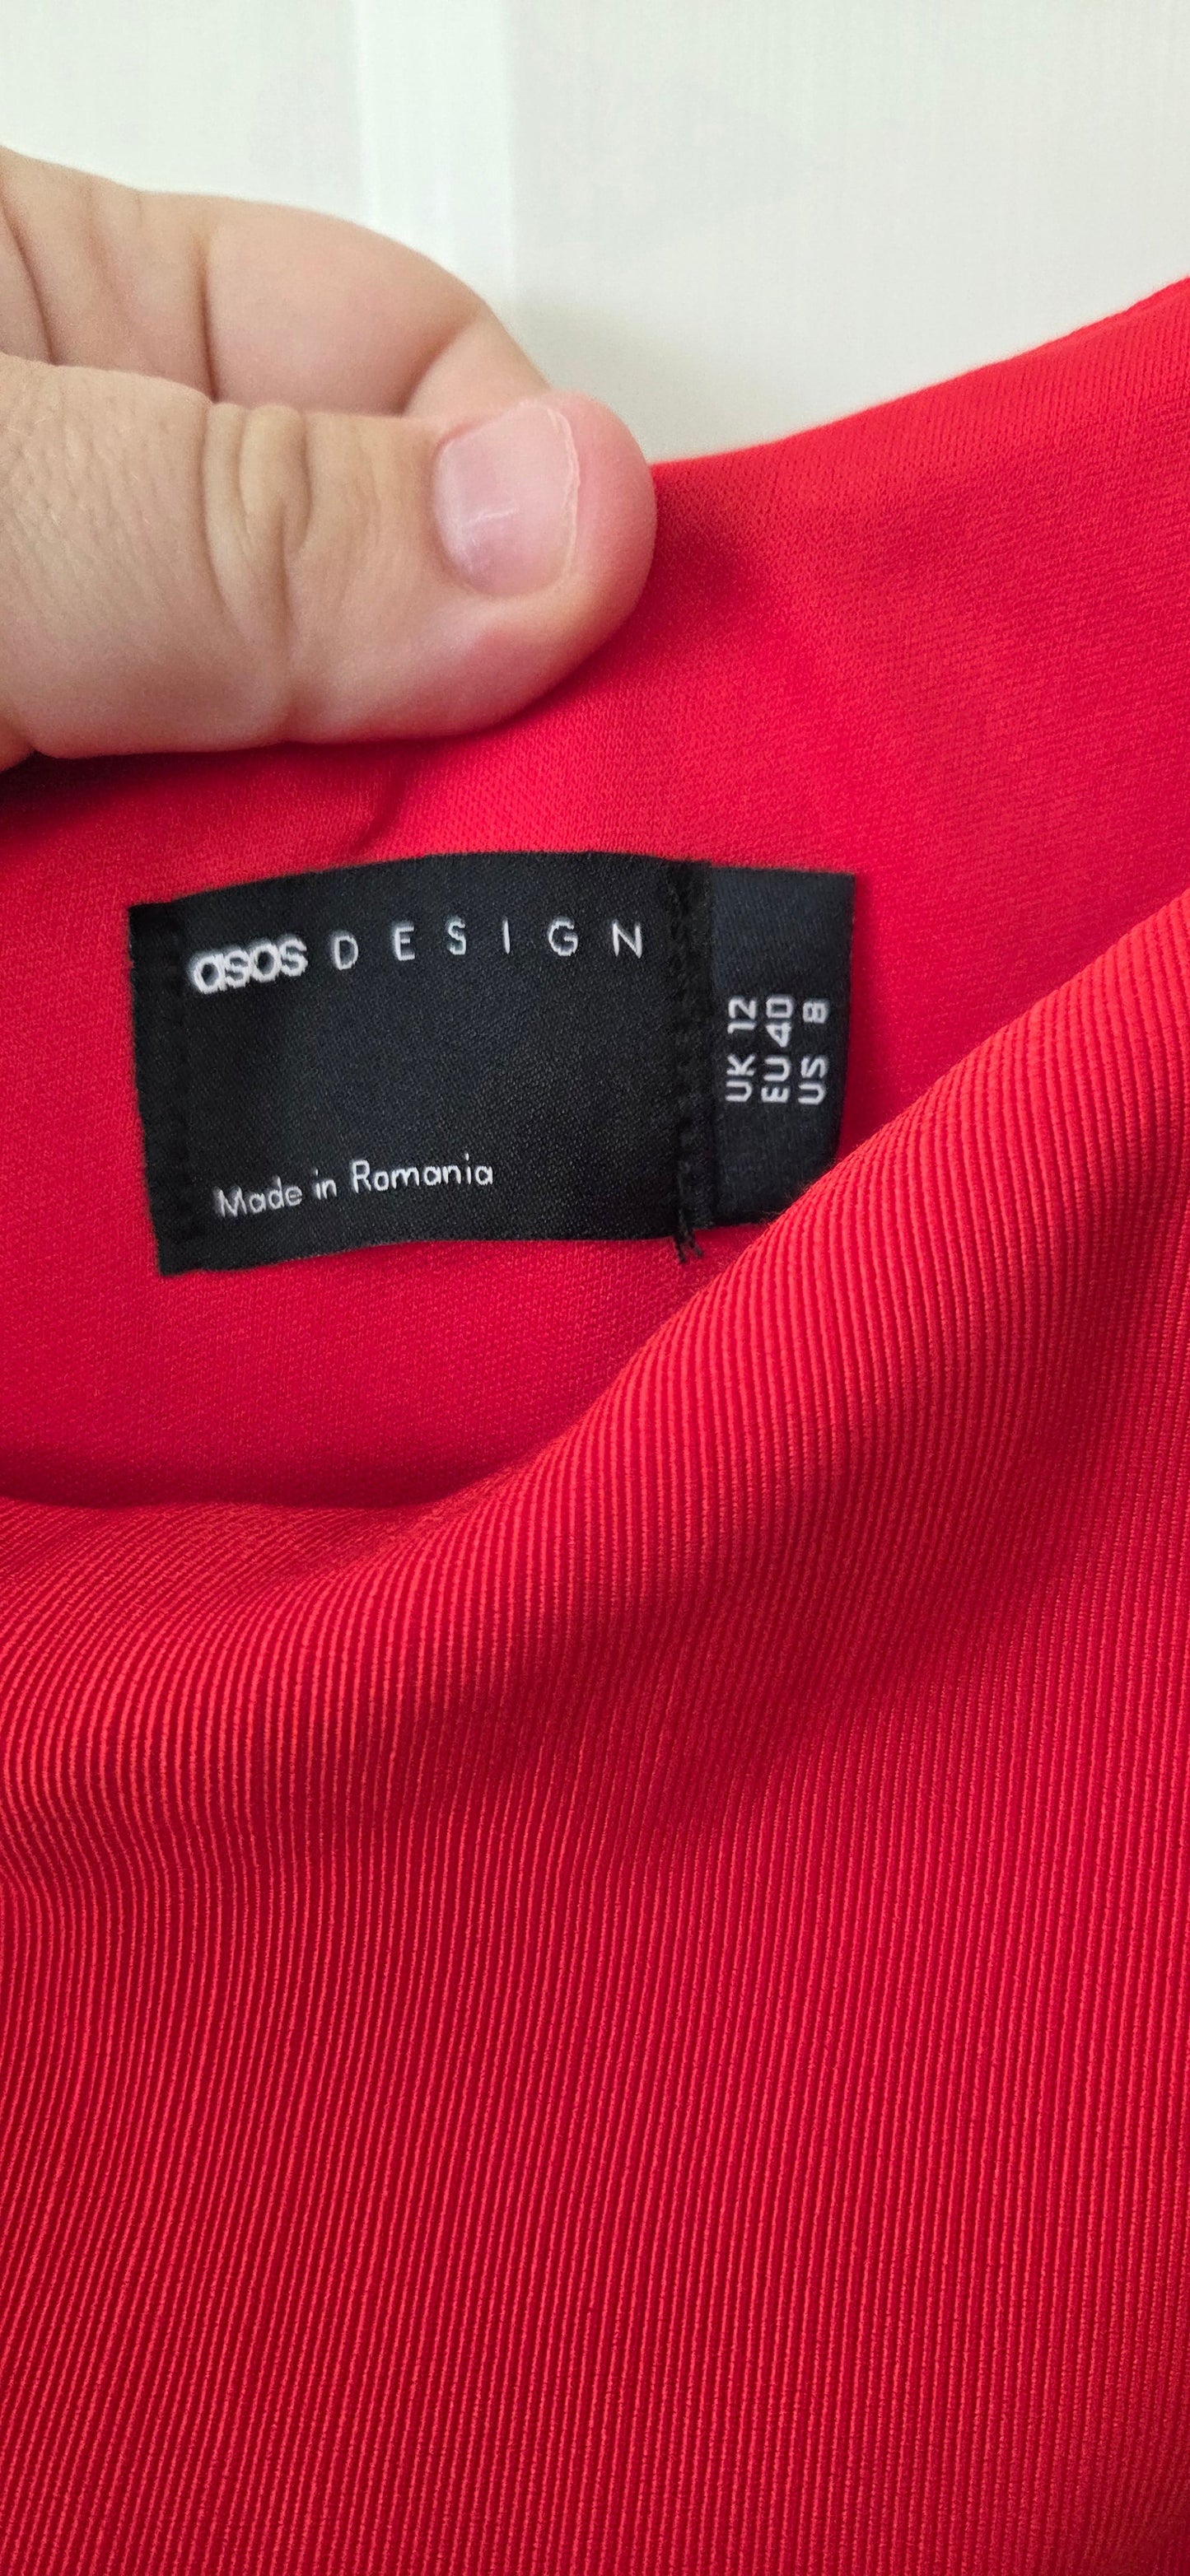 asos DESIGN
Made in Romania
UK 12
EU 40
US 8